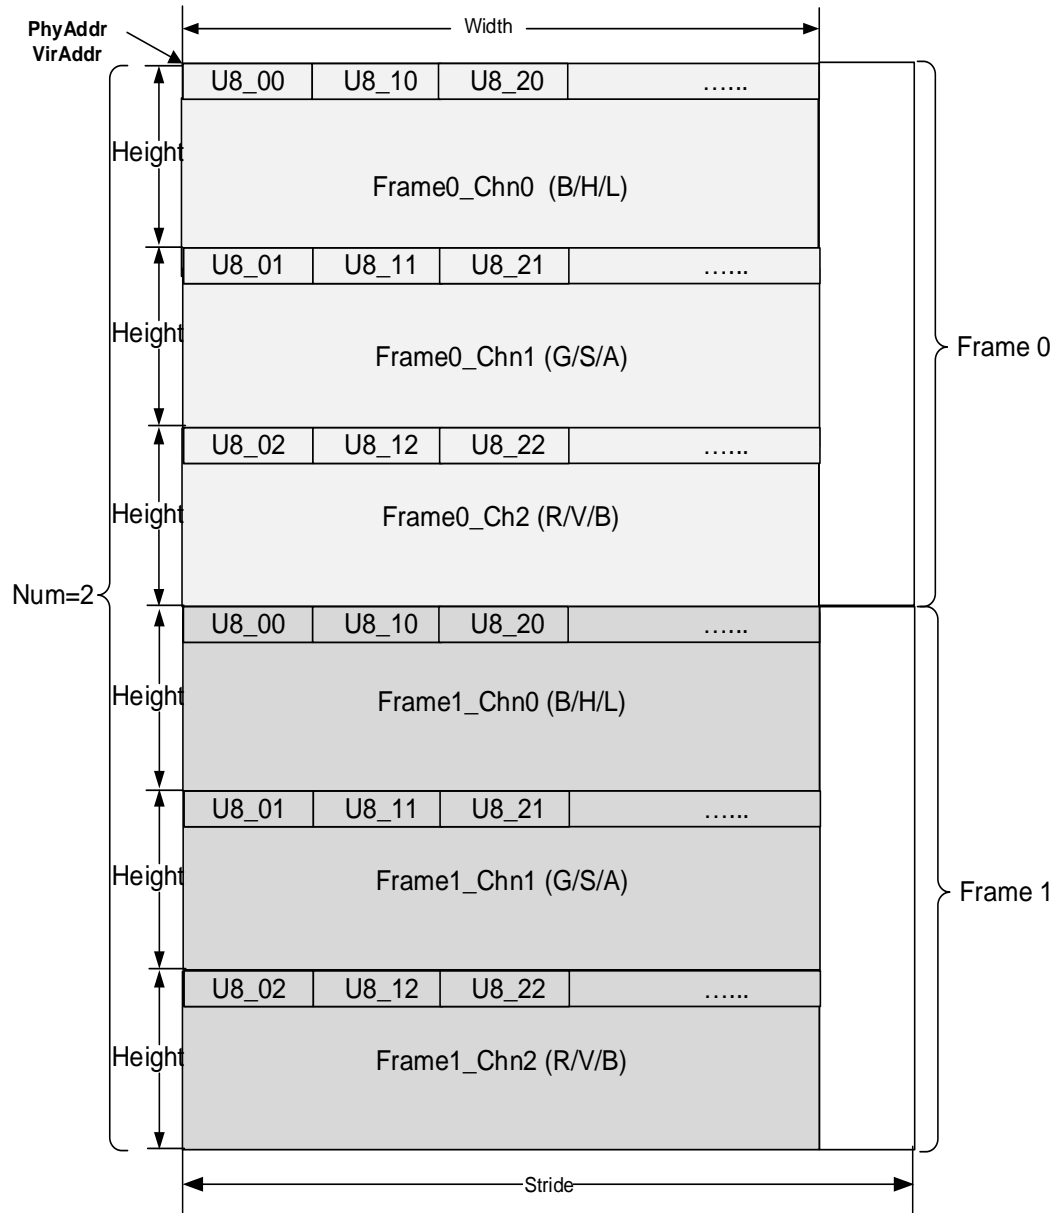 PhyAddr
VirAddr
Width
U8_00 U8_10 U8_20 ......
Height
Frame0_Chn0 (B/H/L)
U8_01 U8_11 U8_21 ......
Height
Frame0_Chn1 (G/S/A)
Frame 0
U8_02 U8_12 U8_22 ......
Height
Frame0_Ch2 (R/V/B)
Num=2
U8_00 U8_10 U8_20 ......
Height
Frame1_Chn0 (B/H/L)
U8_01 U8_11 U8_21 ......
Height
Frame1_Chn1 (G/S/A)
Frame 1
U8_02 U8_12 U8_22 ......
Height
Frame1_Chn2 (R/V/B)
Stride